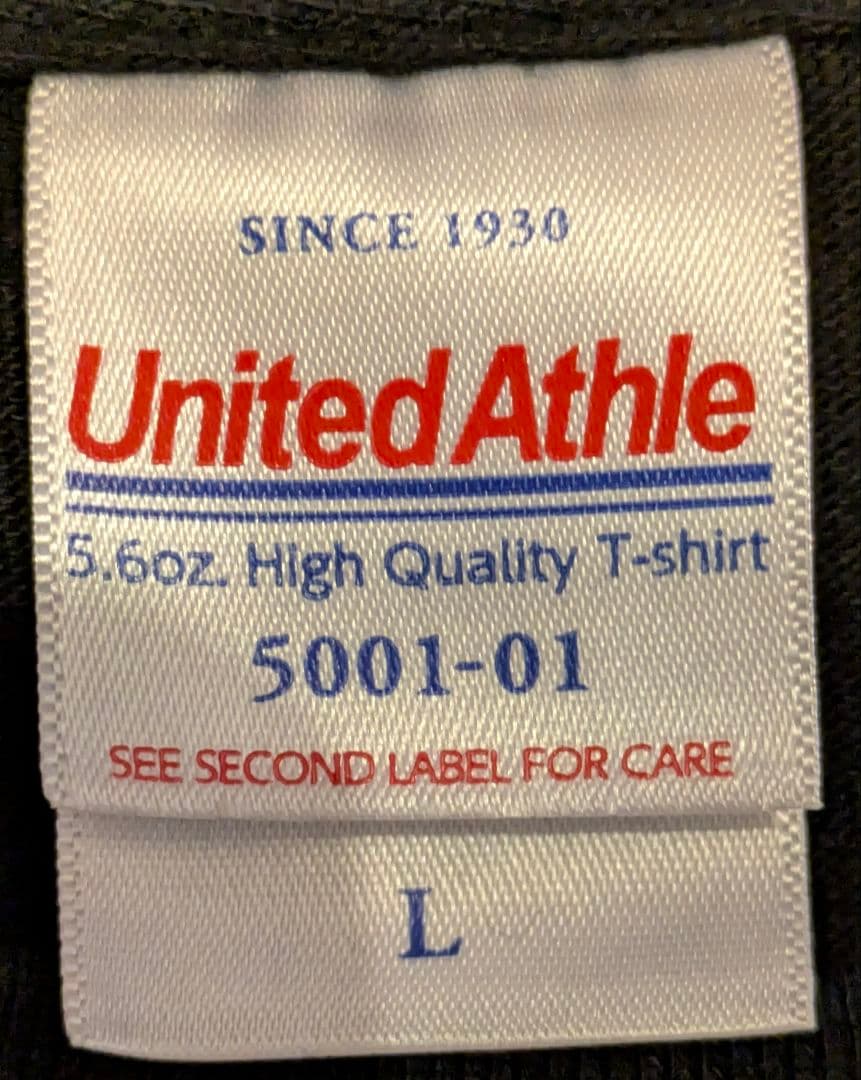 SINCE 1930
United Athle
5.6oz. High Quality T-shirt
5001-01
SEE SECOND LABEL FOR CARE
L